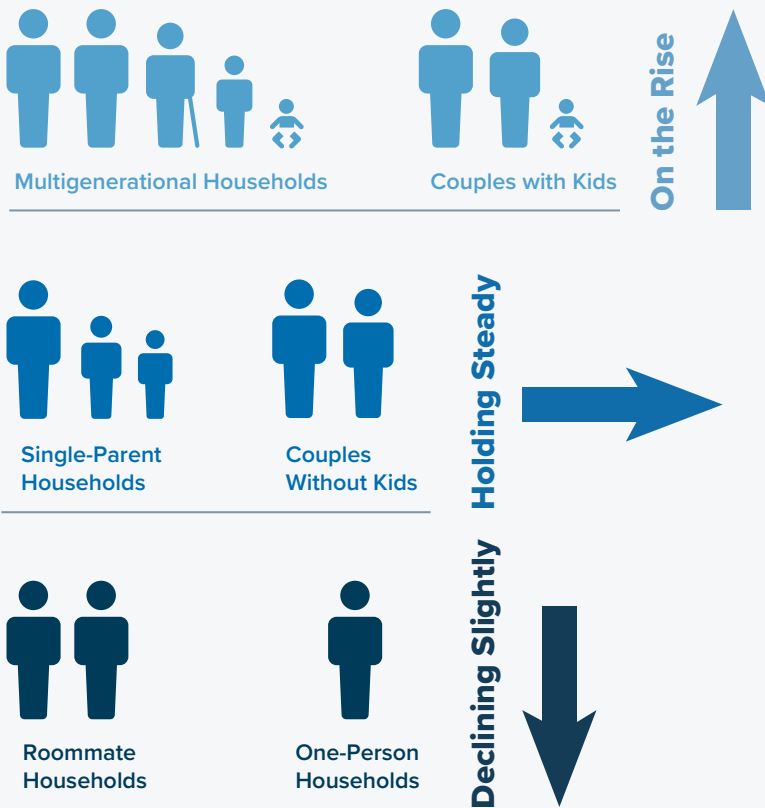 Multigenerational Households
Couples with Kids
On the Rise
Single-Parent
Households
Couples
Without Kids
Holding Steady
Roommate
Households
One-Person
Households
Declining Slightly